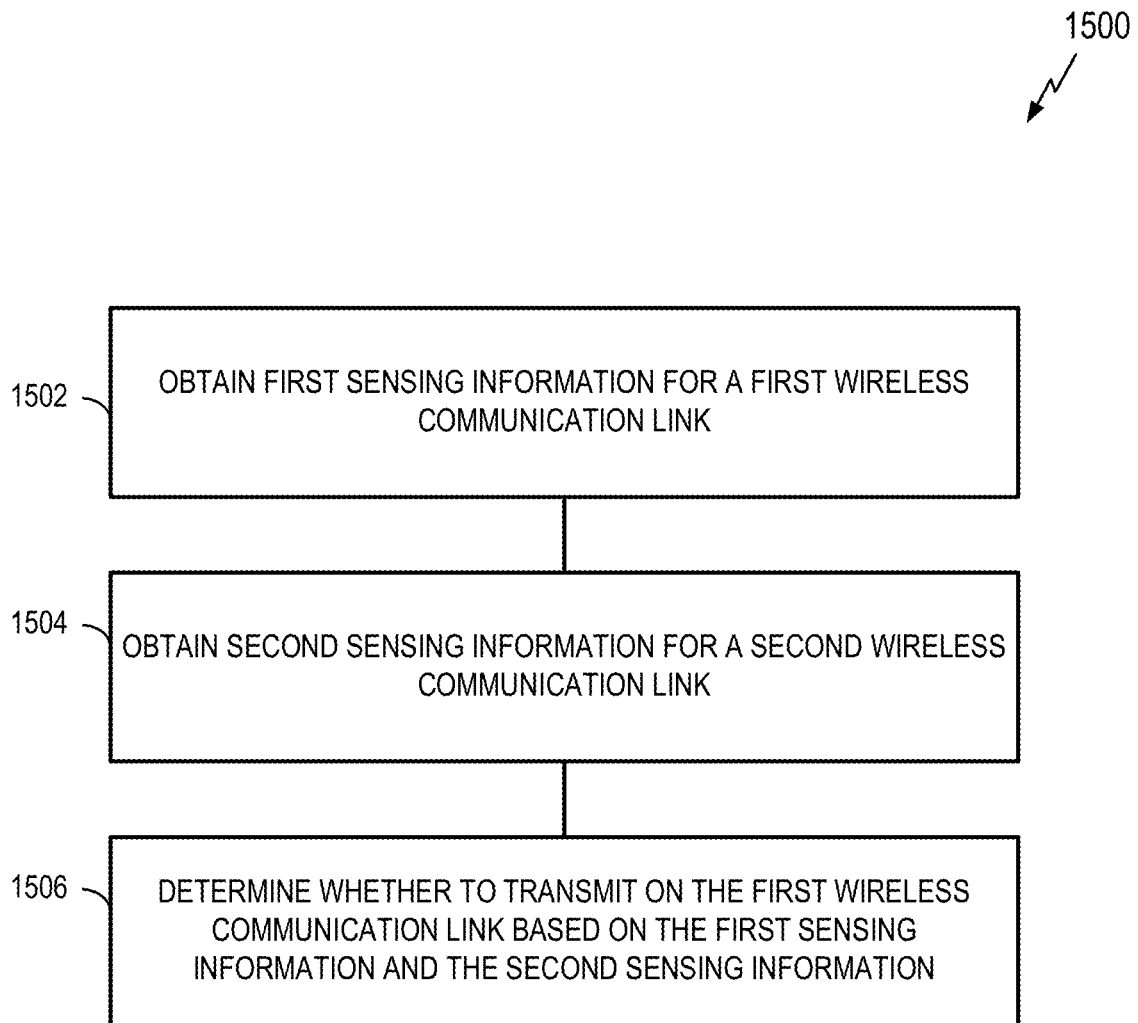 1500
1502
OBTAIN FIRST SENSING INFORMATION FOR A FIRST WIRELESS
COMMUNICATION LINK
1504
OBTAIN SECOND SENSING INFORMATION FOR A SECOND WIRELESS
COMMUNICATION LINK
1506
DETERMINE WHETHER TO TRANSMIT ON THE FIRST WIRELESS
COMMUNICATION LINK BASED ON THE FIRST SENSING
INFORMATION AND THE SECOND SENSING INFORMATION